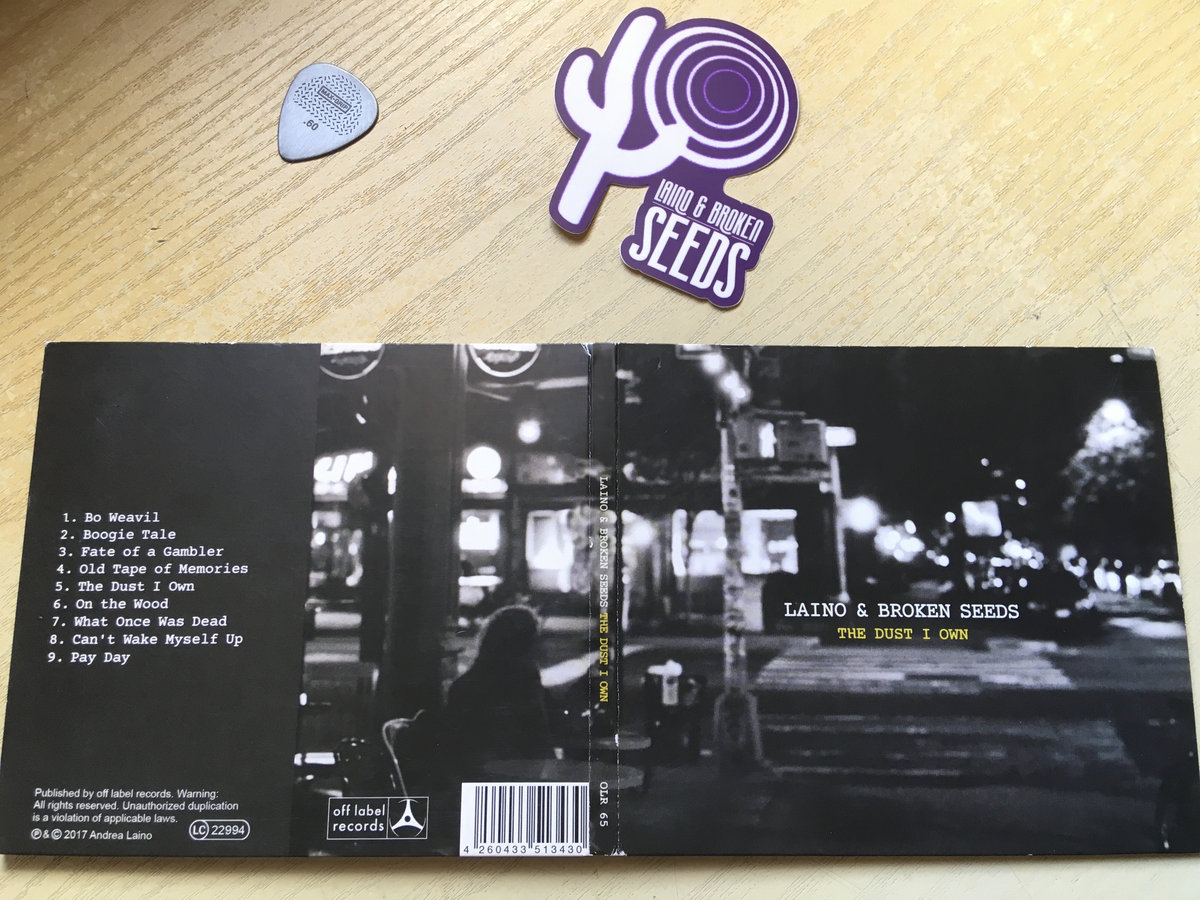 MAX-GRIP
.60
LAINO & BROKEN
SEEDS
1. Bo Weavil
2. Boogie Tale
3. Fate of a Gambler
4. Old Tape of Memories
5. The Dust I Own
6. On the Wood
7. What Once Was Dead
8. Can't Wake Myself Up
9. Pay Day
Published by off label records. Warning:
All rights reserved. Unauthorized duplication
is a violation of applicable laws.
℗ & © 2017 Andrea Laino
LC 22994
off label
records
4 260433 513430
UP
LAINO & BROKEN SEEDS THE DUST I OWN
OLR 65
LAINO & BROKEN SEEDS
THE DUST I OWN